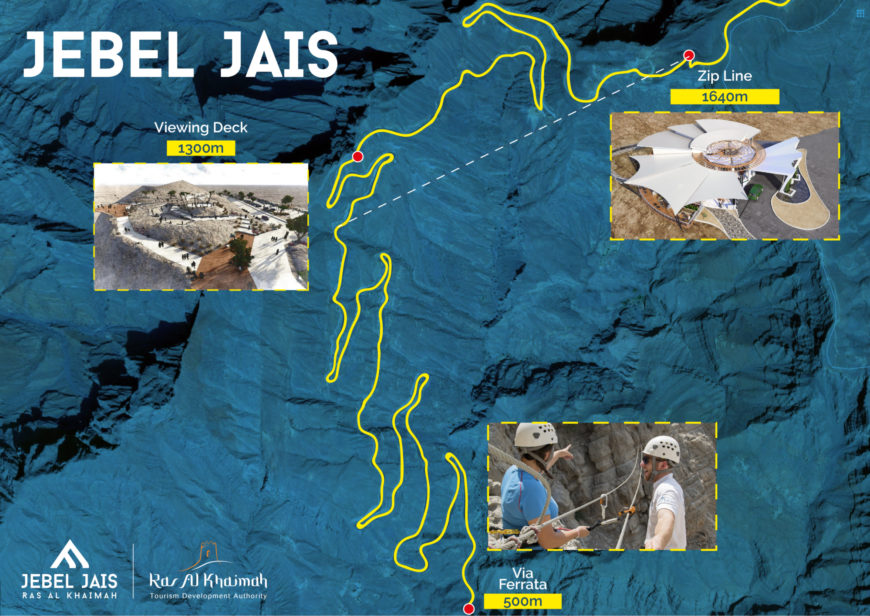 JEBEL JAIS
Zip Line
1640m
Viewing Deck
1300m
Via
Ferrata
500m
JEBEL JAIS
RAS AL KHAIMAH
Ras Al Khaimah
Tourism Development Authority